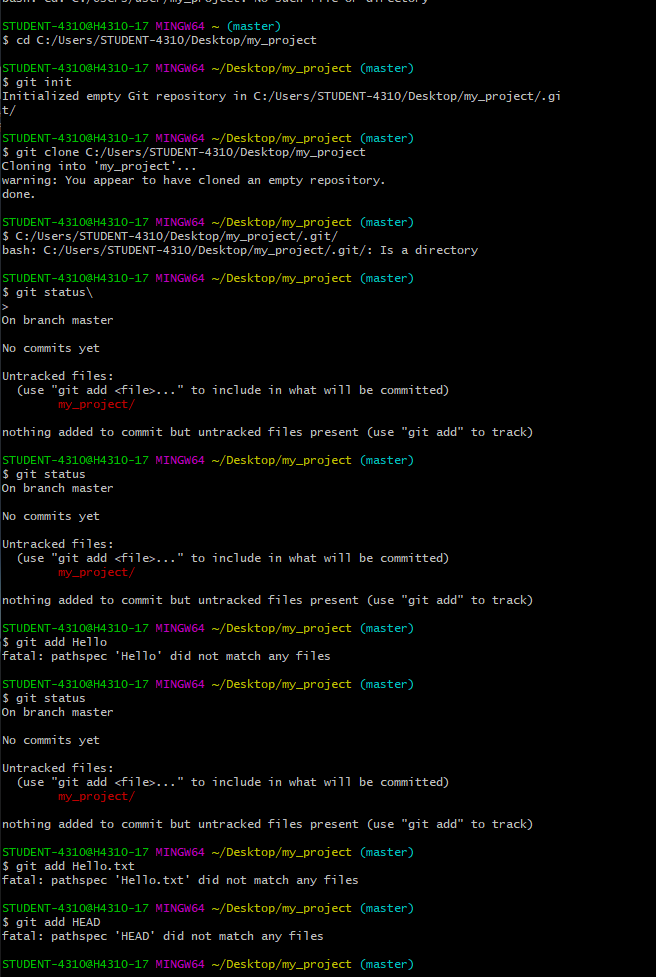 bash: cd: C:/Users/user/my_project: No such file or directory
STUDENT-4310@H4310-17 MINGW64 ~ (master)
$ cd C:/Users/STUDENT-4310/Desktop/my_project
STUDENT-4310@H4310-17 MINGW64 ~/Desktop/my_project (master)
$ git init
Initialized empty Git repository in C:/Users/STUDENT-4310/Desktop/my_project/.gi
t/
STUDENT-4310@H4310-17 MINGW64 ~/Desktop/my_project (master)
$ git clone C:/Users/STUDENT-4310/Desktop/my_project
Cloning into 'my_project'...
warning: You appear to have cloned an empty repository.
done.
STUDENT-4310@H4310-17 MINGW64 ~/Desktop/my_project (master)
$ C:/Users/STUDENT-4310/Desktop/my_project/.git/
bash: C:/Users/STUDENT-4310/Desktop/my_project/.git/: Is a directory
STUDENT-4310@H4310-17 MINGW64 ~/Desktop/my_project (master)
$ git status\
>
On branch master
No commits yet
Untracked files:
  (use "git add <file>..." to include in what will be committed)
        my_project/
nothing added to commit but untracked files present (use "git add" to track)
STUDENT-4310@H4310-17 MINGW64 ~/Desktop/my_project (master)
$ git status
On branch master
No commits yet
Untracked files:
  (use "git add <file>..." to include in what will be committed)
        my_project/
nothing added to commit but untracked files present (use "git add" to track)
STUDENT-4310@H4310-17 MINGW64 ~/Desktop/my_project (master)
$ git add Hello
fatal: pathspec 'Hello' did not match any files
STUDENT-4310@H4310-17 MINGW64 ~/Desktop/my_project (master)
$ git status
On branch master
No commits yet
Untracked files:
  (use "git add <file>..." to include in what will be committed)
        my_project/
nothing added to commit but untracked files present (use "git add" to track)
STUDENT-4310@H4310-17 MINGW64 ~/Desktop/my_project (master)
$ git add Hello.txt
fatal: pathspec 'Hello.txt' did not match any files
STUDENT-4310@H4310-17 MINGW64 ~/Desktop/my_project (master)
$ git add HEAD
fatal: pathspec 'HEAD' did not match any files
STUDENT-4310@H4310-17 MINGW64 ~/Desktop/my_project (master)